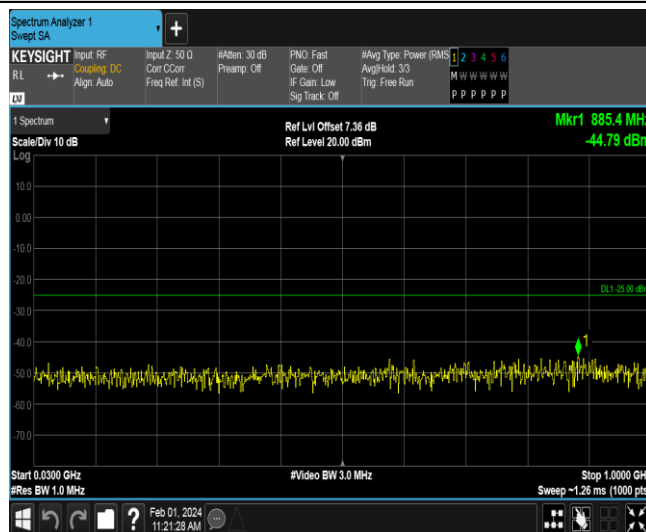 Spectrum Analyzer 1
Swept SA
+
KEYSIGHT
RL
LXI
Input: RF
Coupling: DC
Align: Auto
Input Z: 50 Ω
Corr CCorr
Freq Ref: Int (S)
#Atten: 30 dB
Preamp: Off
PNO: Fast
Gate: Off
IF Gain: Low
Sig Track: Off
#Avg Type: Power (RMS
Avg|Hold: 3/3
Trig: Free Run
1 2 3 4 5 6
M W W W W W
P P P P P P
1 Spectrum
Scale/Div 10 dB
Log
Ref Lvl Offset 7.36 dB
Ref Level 20.00 dBm
Mkr1 885.4 MHz
-44.79 dBm
10.0
0.00
-10.0
-20.0
DL1 -25.00 dBm
-30.0
-40.0
1
-50.0
-60.0
-70.0
Start 0.0300 GHz
#Res BW 1.0 MHz
#Video BW 3.0 MHz
Stop 1.0000 GH
Sweep ~1.26 ms (1000 pts
?
Feb 01, 2024
11:21:28 AM